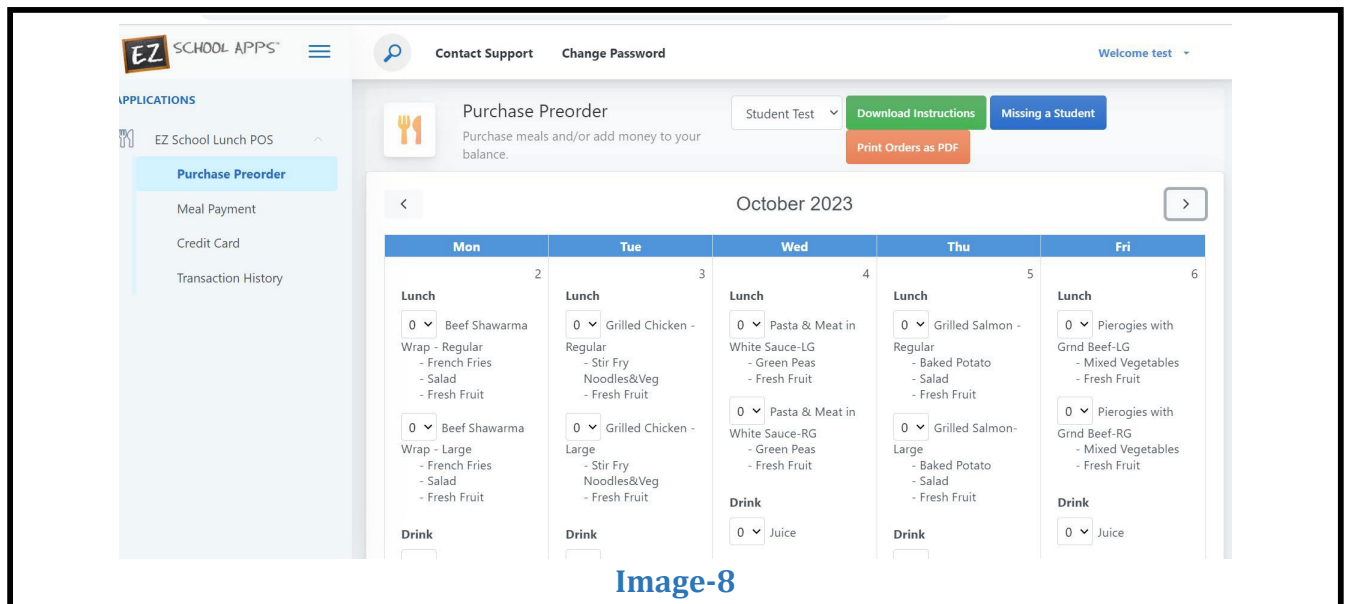 EZ SCHOOL APPS
Contact Support Change Password Welcome test
APPLICATIONS
EZ School Lunch POS
Purchase Preorder
Meal Payment
Credit Card
Transaction History
Purchase Preorder
Purchase meals and/or add money to your
balance.
Student Test
Download Instructions
Missing a Student
Print Orders as PDF
October 2023
Mon Tue Wed Thu Fri
2
Lunch
0 Beef Shawarma
Wrap - Regular
- French Fries
- Salad
- Fresh Fruit
0 Beef Shawarma
Wrap - Large
- French Fries
- Salad
- Fresh Fruit
Drink
3
Lunch
0 Grilled Chicken -
Regular
- Stir Fry
Noodles&Veg
- Fresh Fruit
0 Grilled Chicken -
Large
- Stir Fry
Noodles&Veg
- Fresh Fruit
Drink
4
Lunch
0 Pasta & Meat in
White Sauce-LG
- Green Peas
- Fresh Fruit
0 Pasta & Meat in
White Sauce-RG
- Green Peas
- Fresh Fruit
Drink
0 Juice
5
Lunch
0 Grilled Salmon -
Regular
- Baked Potato
- Salad
- Fresh Fruit
0 Grilled Salmon-
Large
- Baked Potato
- Salad
- Fresh Fruit
Drink
6
Lunch
0 Pierogies with
Grnd Beef-LG
- Mixed Vegetables
- Fresh Fruit
0 Pierogies with
Grnd Beef-RG
- Mixed Vegetables
- Fresh Fruit
Drink
0 Juice
Image-8